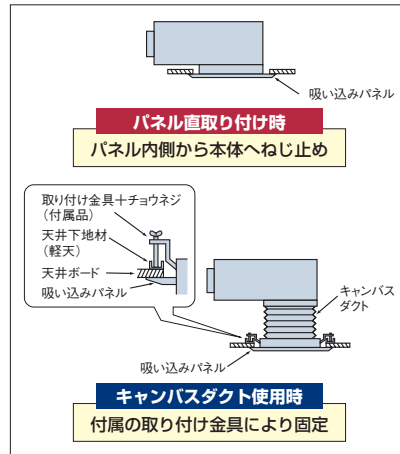 吸い込みパネル
パネル直取り付け時
パネル内側から本体へねじ止め
取り付け金具＋チョウネジ
（付属品）
天井下地材
（軽天）
天井ボード
吸い込みパネル
キャンバス
ダクト
吸い込みパネル
キャンバスダクト使用時
付属の取り付け金具により固定